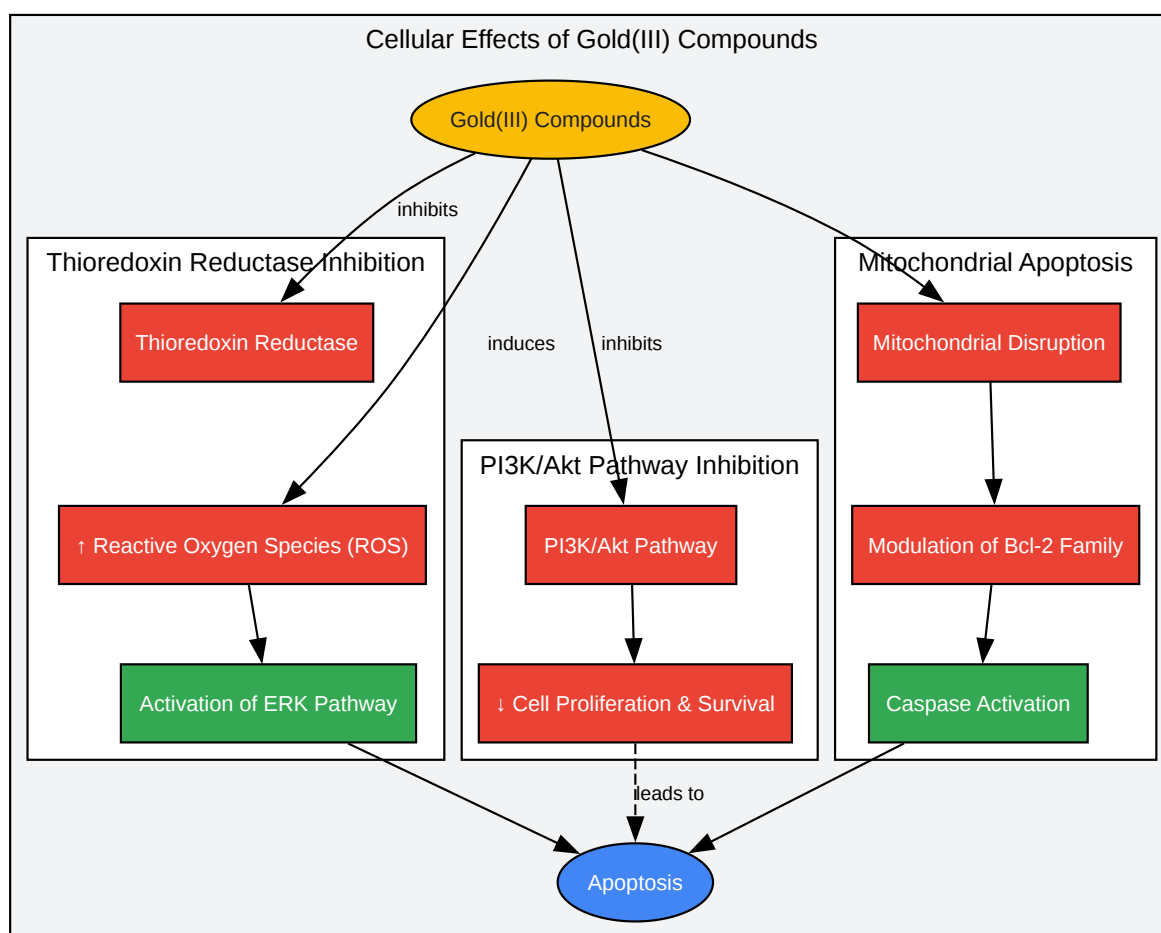 Cellular Effects of Gold(III) Compounds
Gold(III) Compounds
inhibits
Thioredoxin Reductase Inhibition
Mitochondrial Apoptosis
Thioredoxin Reductase
induces
inhibits
Mitochondrial Disruption
PI3K/Akt Pathway Inhibition
↑ Reactive Oxygen Species (ROS)
PI3K/Akt Pathway
Modulation of Bcl-2 Family
Activation of ERK Pathway
↓ Cell Proliferation & Survival
Caspase Activation
leads to
Apoptosis